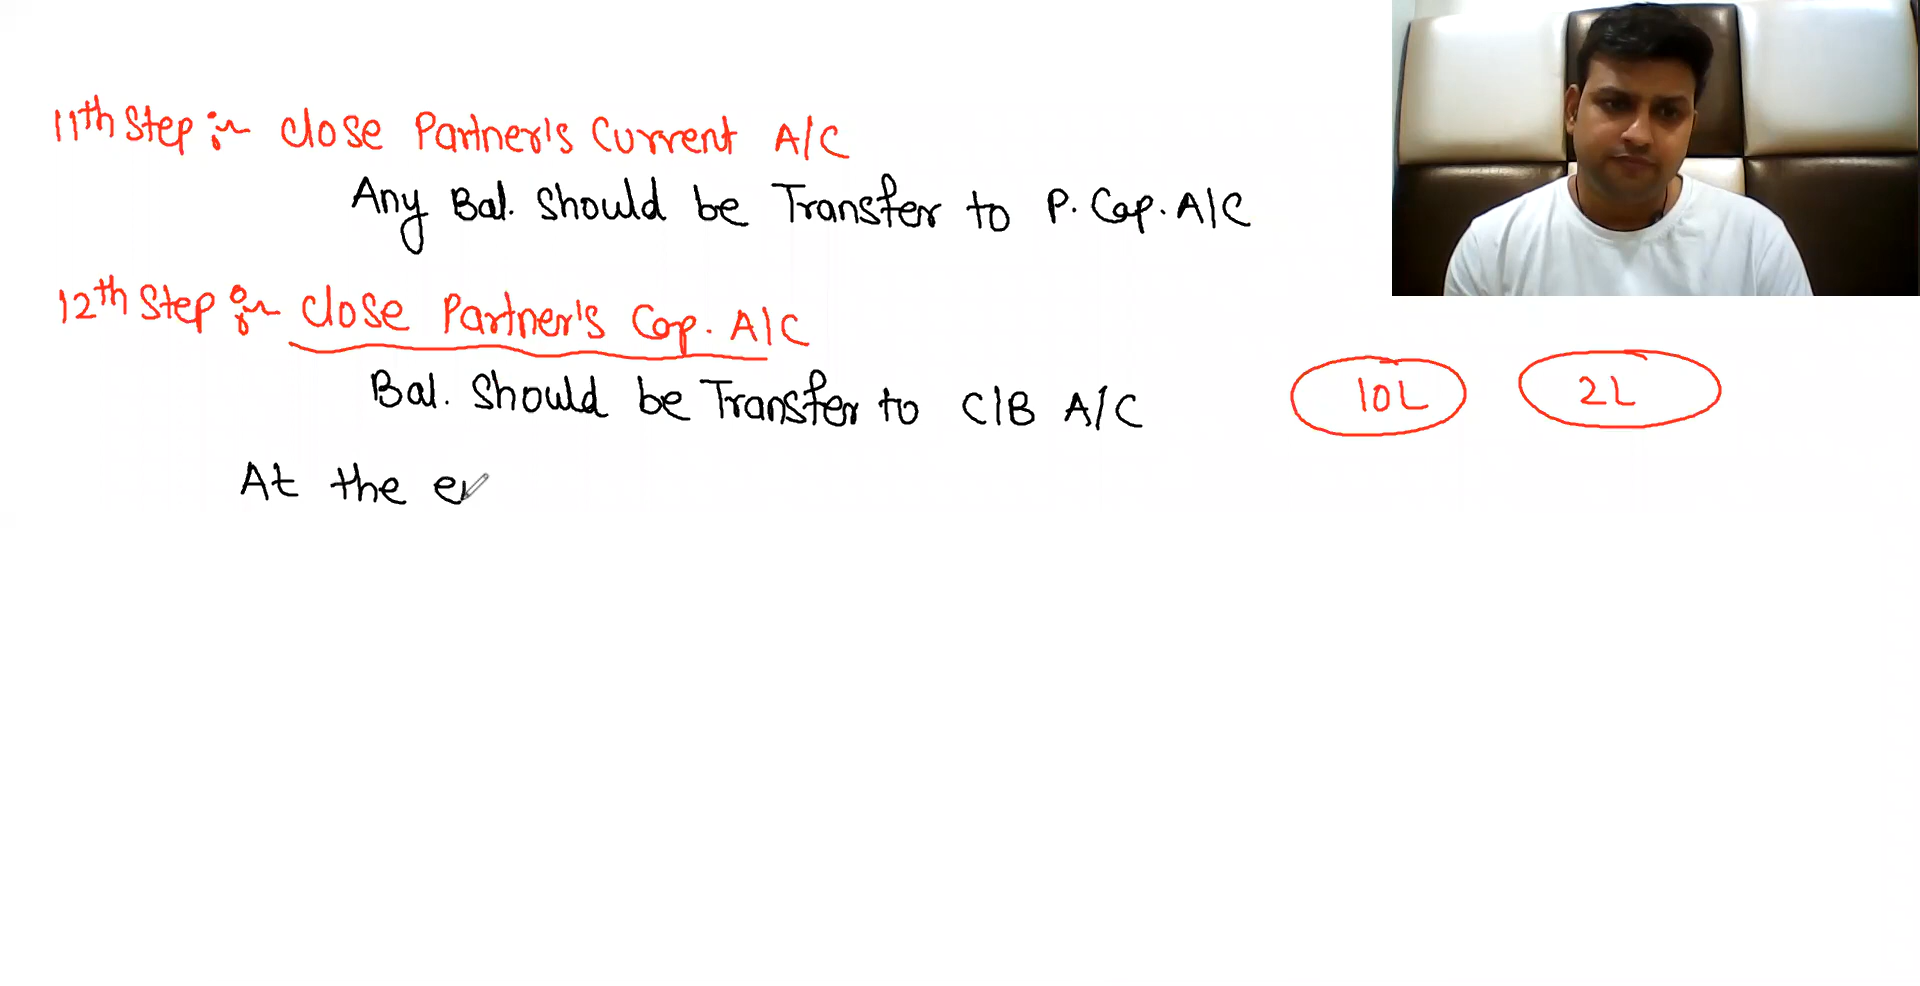 11th Step :- Close Partner's Current A/C
Any Bal. Should be Transfer to P. Cap. A/C
12th Step :- Close Partner's Cap. A/C
Bal. Should be Transfer to C/B A/C
10L 2L
At the en